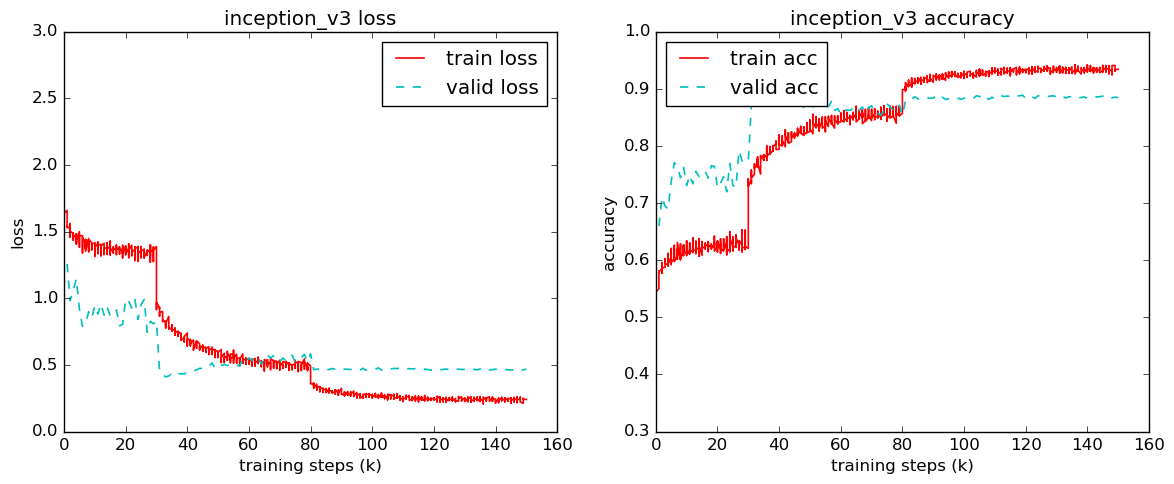 inception_v3 loss
3.0
2.5
2.0
1.5
1.0
0.5
0.0
loss
train loss
valid loss
0 20 40 60 80 100 120 140 160
training steps (k)
inception_v3 accuracy
1.0
0.9
0.8
0.7
0.6
0.5
0.4
0.3
accuracy
train acc
valid acc
0 20 40 60 80 100 120 140 160
training steps (k)